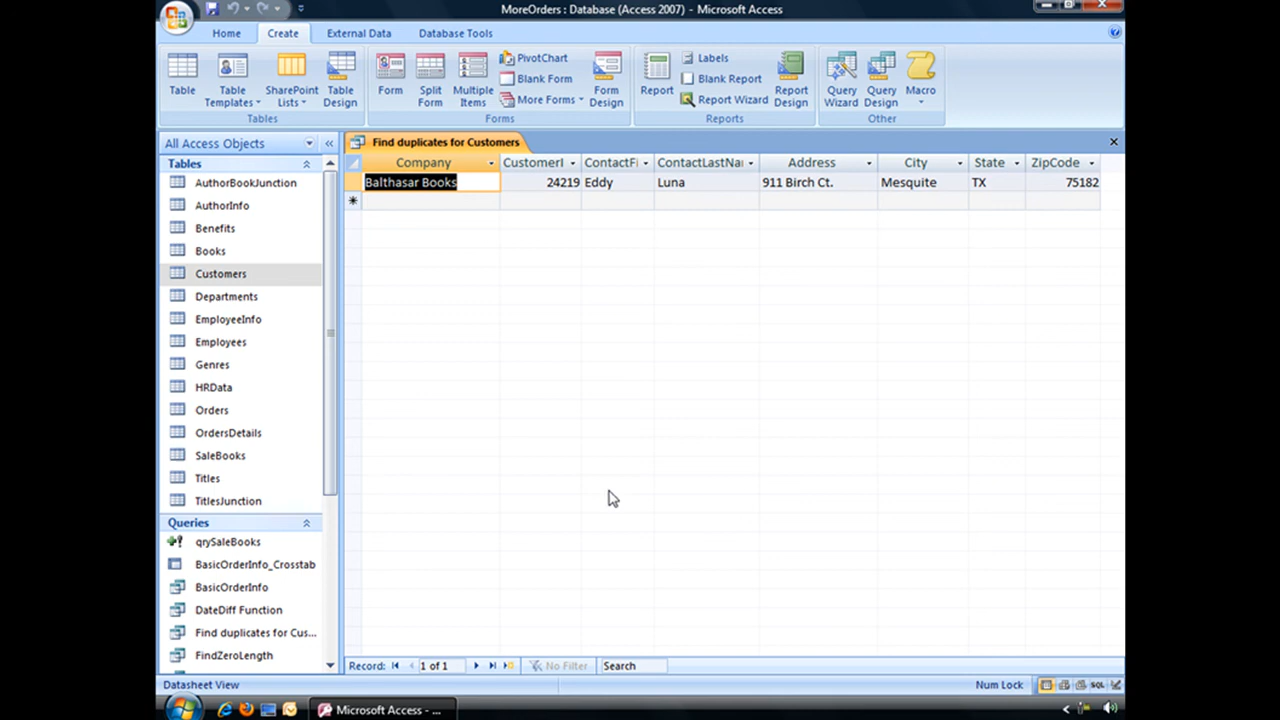 MoreOrders : Database (Access 2007) - Microsoft Access
Home Create External Data Database Tools
Table
Table Templates
SharePoint Lists
Table Design
Tables
Form
Split Form
Multiple Items
PivotChart
Blank Form
More Forms
Form Design
Forms
Report
Labels
Blank Report
Report Wizard
Report Design
Reports
Query Wizard
Query Design
Macro
Other
All Access Objects
Tables
AuthorBookJunction
AuthorInfo
Benefits
Books
Customers
Departments
EmployeeInfo
Employees
Genres
HRData
Orders
OrdersDetails
SaleBooks
Titles
TitlesJunction
Queries
qrySaleBooks
BasicOrderInfo_Crosstab
BasicOrderInfo
DateDiff Function
Find duplicates for Cus...
FindZeroLength
Find duplicates for Customers
Company CustomerI ContactFi ContactLastNa Address City State ZipCode
Balthasar Books 24219 Eddy Luna 911 Birch Ct. Mesquite TX 75182
Record: 1 of 1 No Filter Search
Datasheet View Num Lock SQL
Microsoft Access - ...